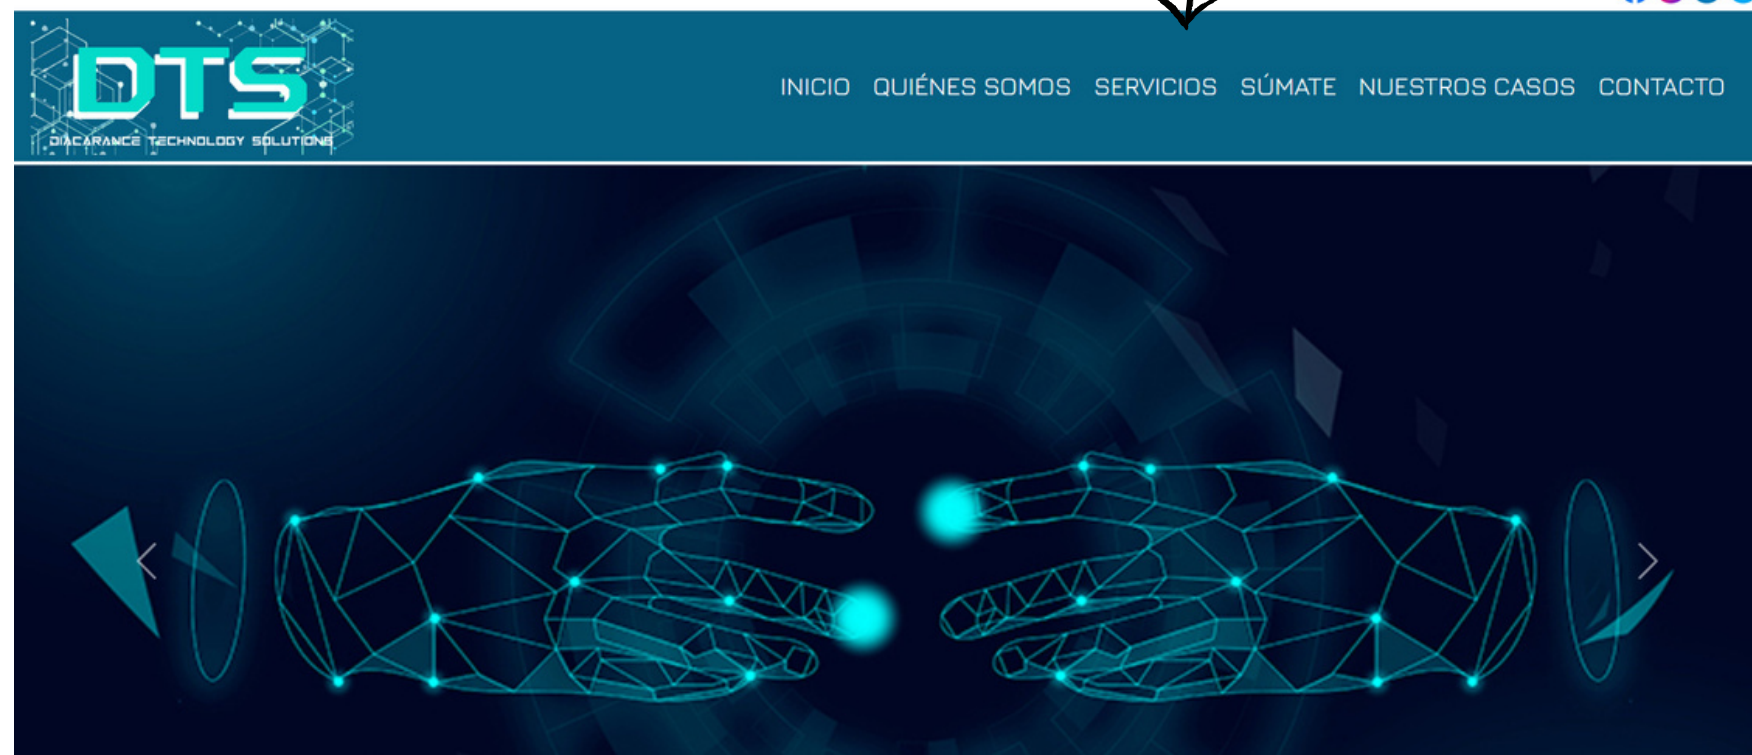 DTS
DIACARANCE TECHNOLOGY SOLUTIONS
INICIO QUIÉNES SOMOS SERVICIOS SÚMATE NUESTROS CASOS CONTACTO